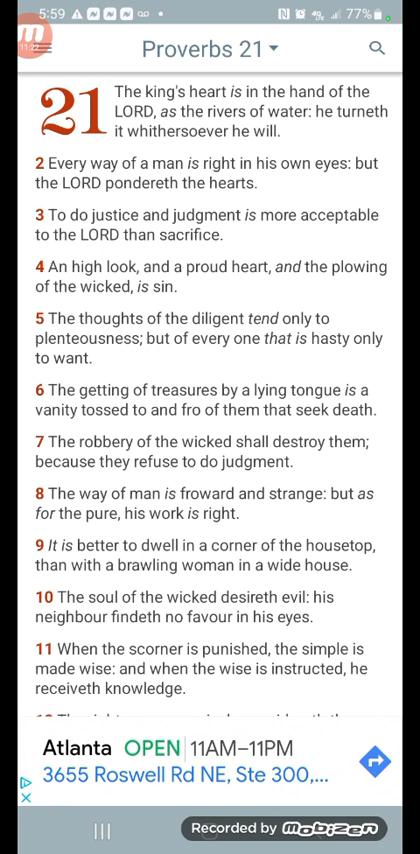 5:59 77%
11:22
Proverbs 21
21 The king's heart is in the hand of the
LORD, as the rivers of water: he turneth
it whithersoever he will.
2 Every way of a man is right in his own eyes: but
the LORD pondereth the hearts.
3 To do justice and judgment is more acceptable
to the LORD than sacrifice.
4 An high look, and a proud heart, and the plowing
of the wicked, is sin.
5 The thoughts of the diligent tend only to
plenteousness; but of every one that is hasty only
to want.
6 The getting of treasures by a lying tongue is a
vanity tossed to and fro of them that seek death.
7 The robbery of the wicked shall destroy them;
because they refuse to do judgment.
8 The way of man is froward and strange: but as
for the pure, his work is right.
9 It is better to dwell in a corner of the housetop,
than with a brawling woman in a wide house.
10 The soul of the wicked desireth evil: his
neighbour findeth no favour in his eyes.
11 When the scorner is punished, the simple is
made wise: and when the wise is instructed, he
receiveth knowledge.
Atlanta OPEN 11AM–11PM
3655 Roswell Rd NE, Ste 300,...
Recorded by mobizen